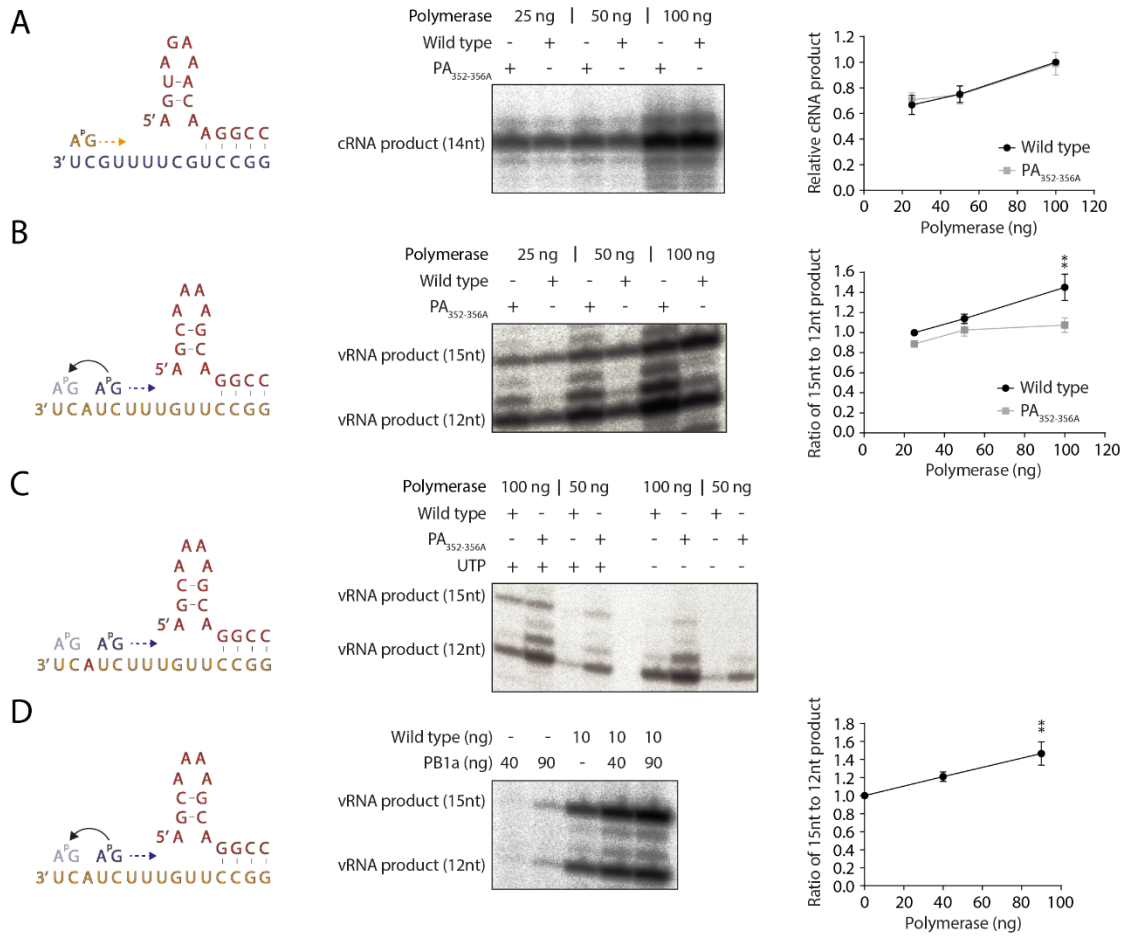 A
G A
A A
U A
U - A
G - C
5' A A
A G G C C
AᵖG
3' U C G U U U U C G U C C G G
Polymerase 25 ng | 50 ng | 100 ng
Wild type - + - + - +
PA352-356A + - + - + -
cRNA product (14nt)
Relative cRNA product
1.2
1.0
0.8
0.6
0.4
0.2
0.0
Wild type
PA352-356A
0 20 40 60 80 100 120
Polymerase (ng)
B
A A
A A
C - G
G - C
5' A A
G G C C
AᵖG AᵖG
3' U C A U C U U U G U U C C G G
Polymerase 25 ng | 50 ng | 100 ng
Wild type - + - + - +
PA352-356A + - + - + -
vRNA product (15nt)
vRNA product (12nt)
Ratio of 15nt to 12nt product
**
1.6
1.4
1.2
1.0
0.8
0.6
0.4
0.2
0.0
Wild type
PA352-356A
0 20 40 60 80 100 120
Polymerase (ng)
C
A A
A A
C - G
G - C
5' A A
G G C C
AᵖG AᵖG
3' U C A U C U U U G U U C C G G
Polymerase 100 ng | 50 ng 100 ng | 50 ng
Wild type + - + - + - + -
PA352-356A - + - + - + - +
UTP + + + + - - - -
vRNA product (15nt)
vRNA product (12nt)
D
A A
A A
C - G
G - C
5' A A
G G C C
AᵖG AᵖG
3' U C A U C U U U G U U C C G G
Wild type (ng) - - 10 10 10
PB1a (ng) 40 90 - 40 90
vRNA product (15nt)
vRNA product (12nt)
Ratio of 15nt to 12nt product
**
1.8
1.6
1.4
1.2
1.0
0.8
0.6
0.4
0.2
0.0
0 20 40 60 80 100
Polymerase (ng)